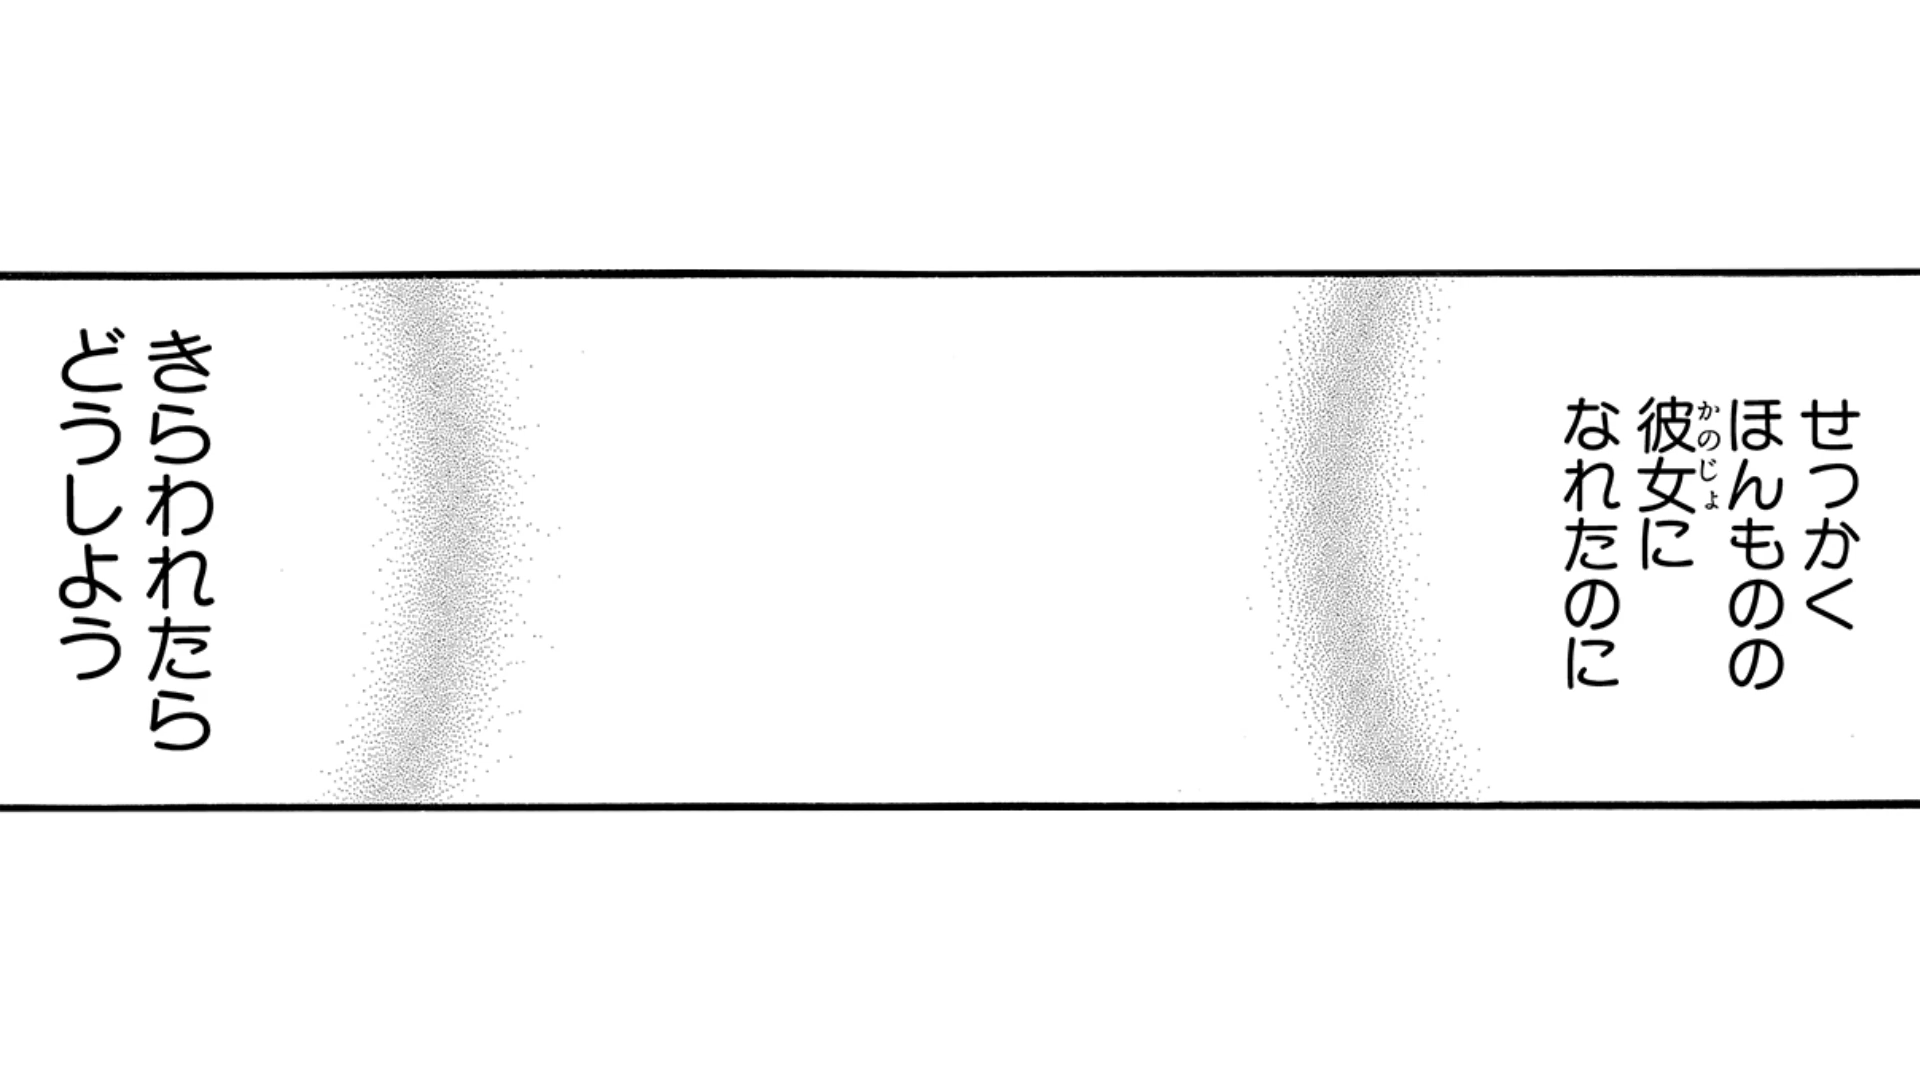 せっかく
ほんものの
彼女に
なれたのに
きらわれたら
どうしよう